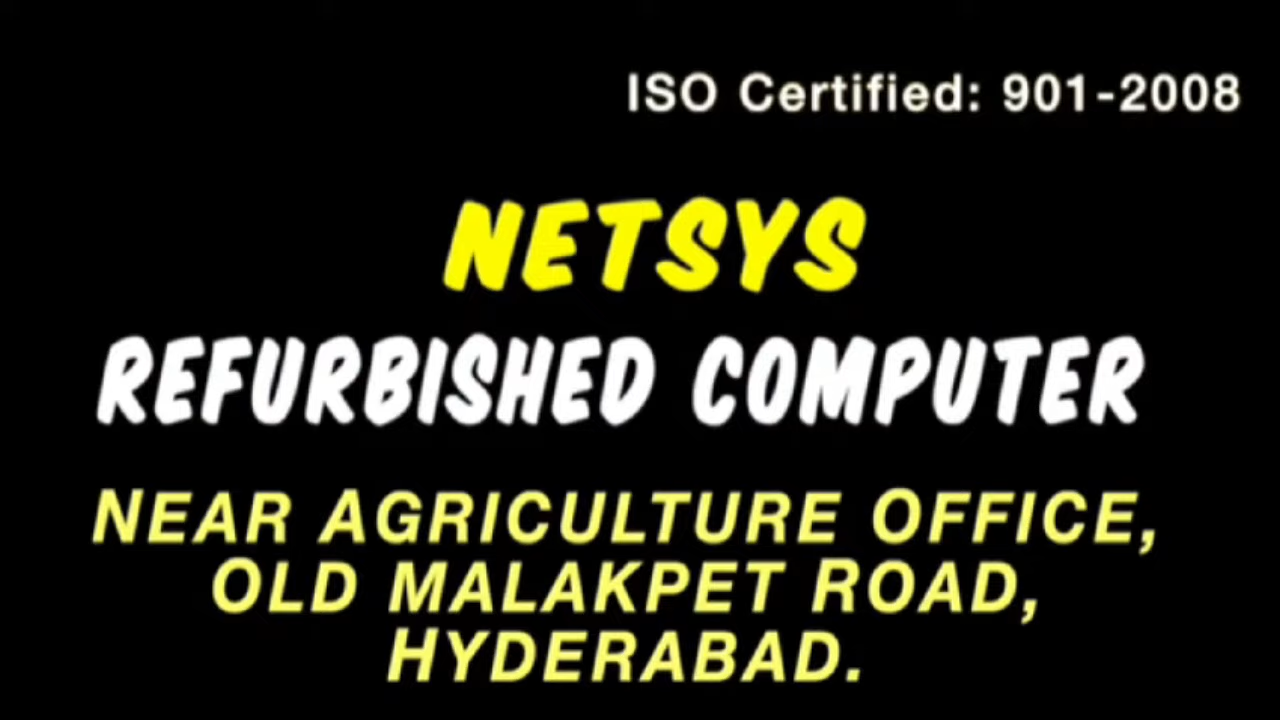 ISO Certified: 901-2008
NETSYS
REFURBISHED COMPUTER
NEAR AGRICULTURE OFFICE,
OLD MALAKPET ROAD,
HYDERABAD.